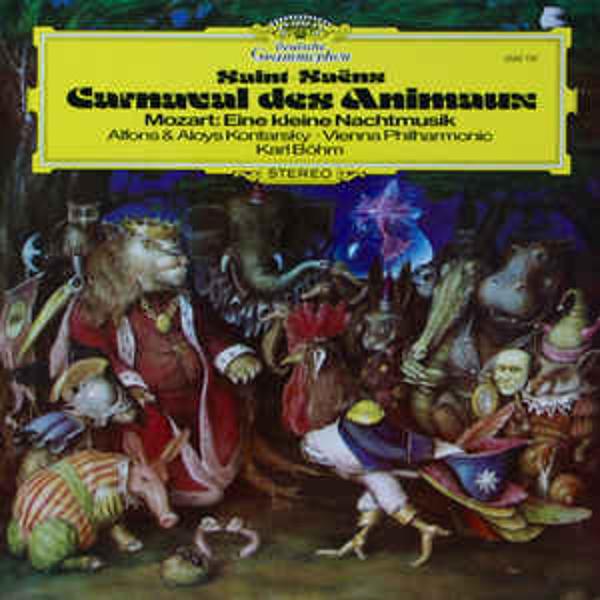 Deutsche
Grammophon
Saint Saëns
Carnaval des Animaux
Mozart: Eine kleine Nachtmusik
Alfons & Aloys Kontarsky · Vienna Philharmonic
Karl Böhm
STEREO